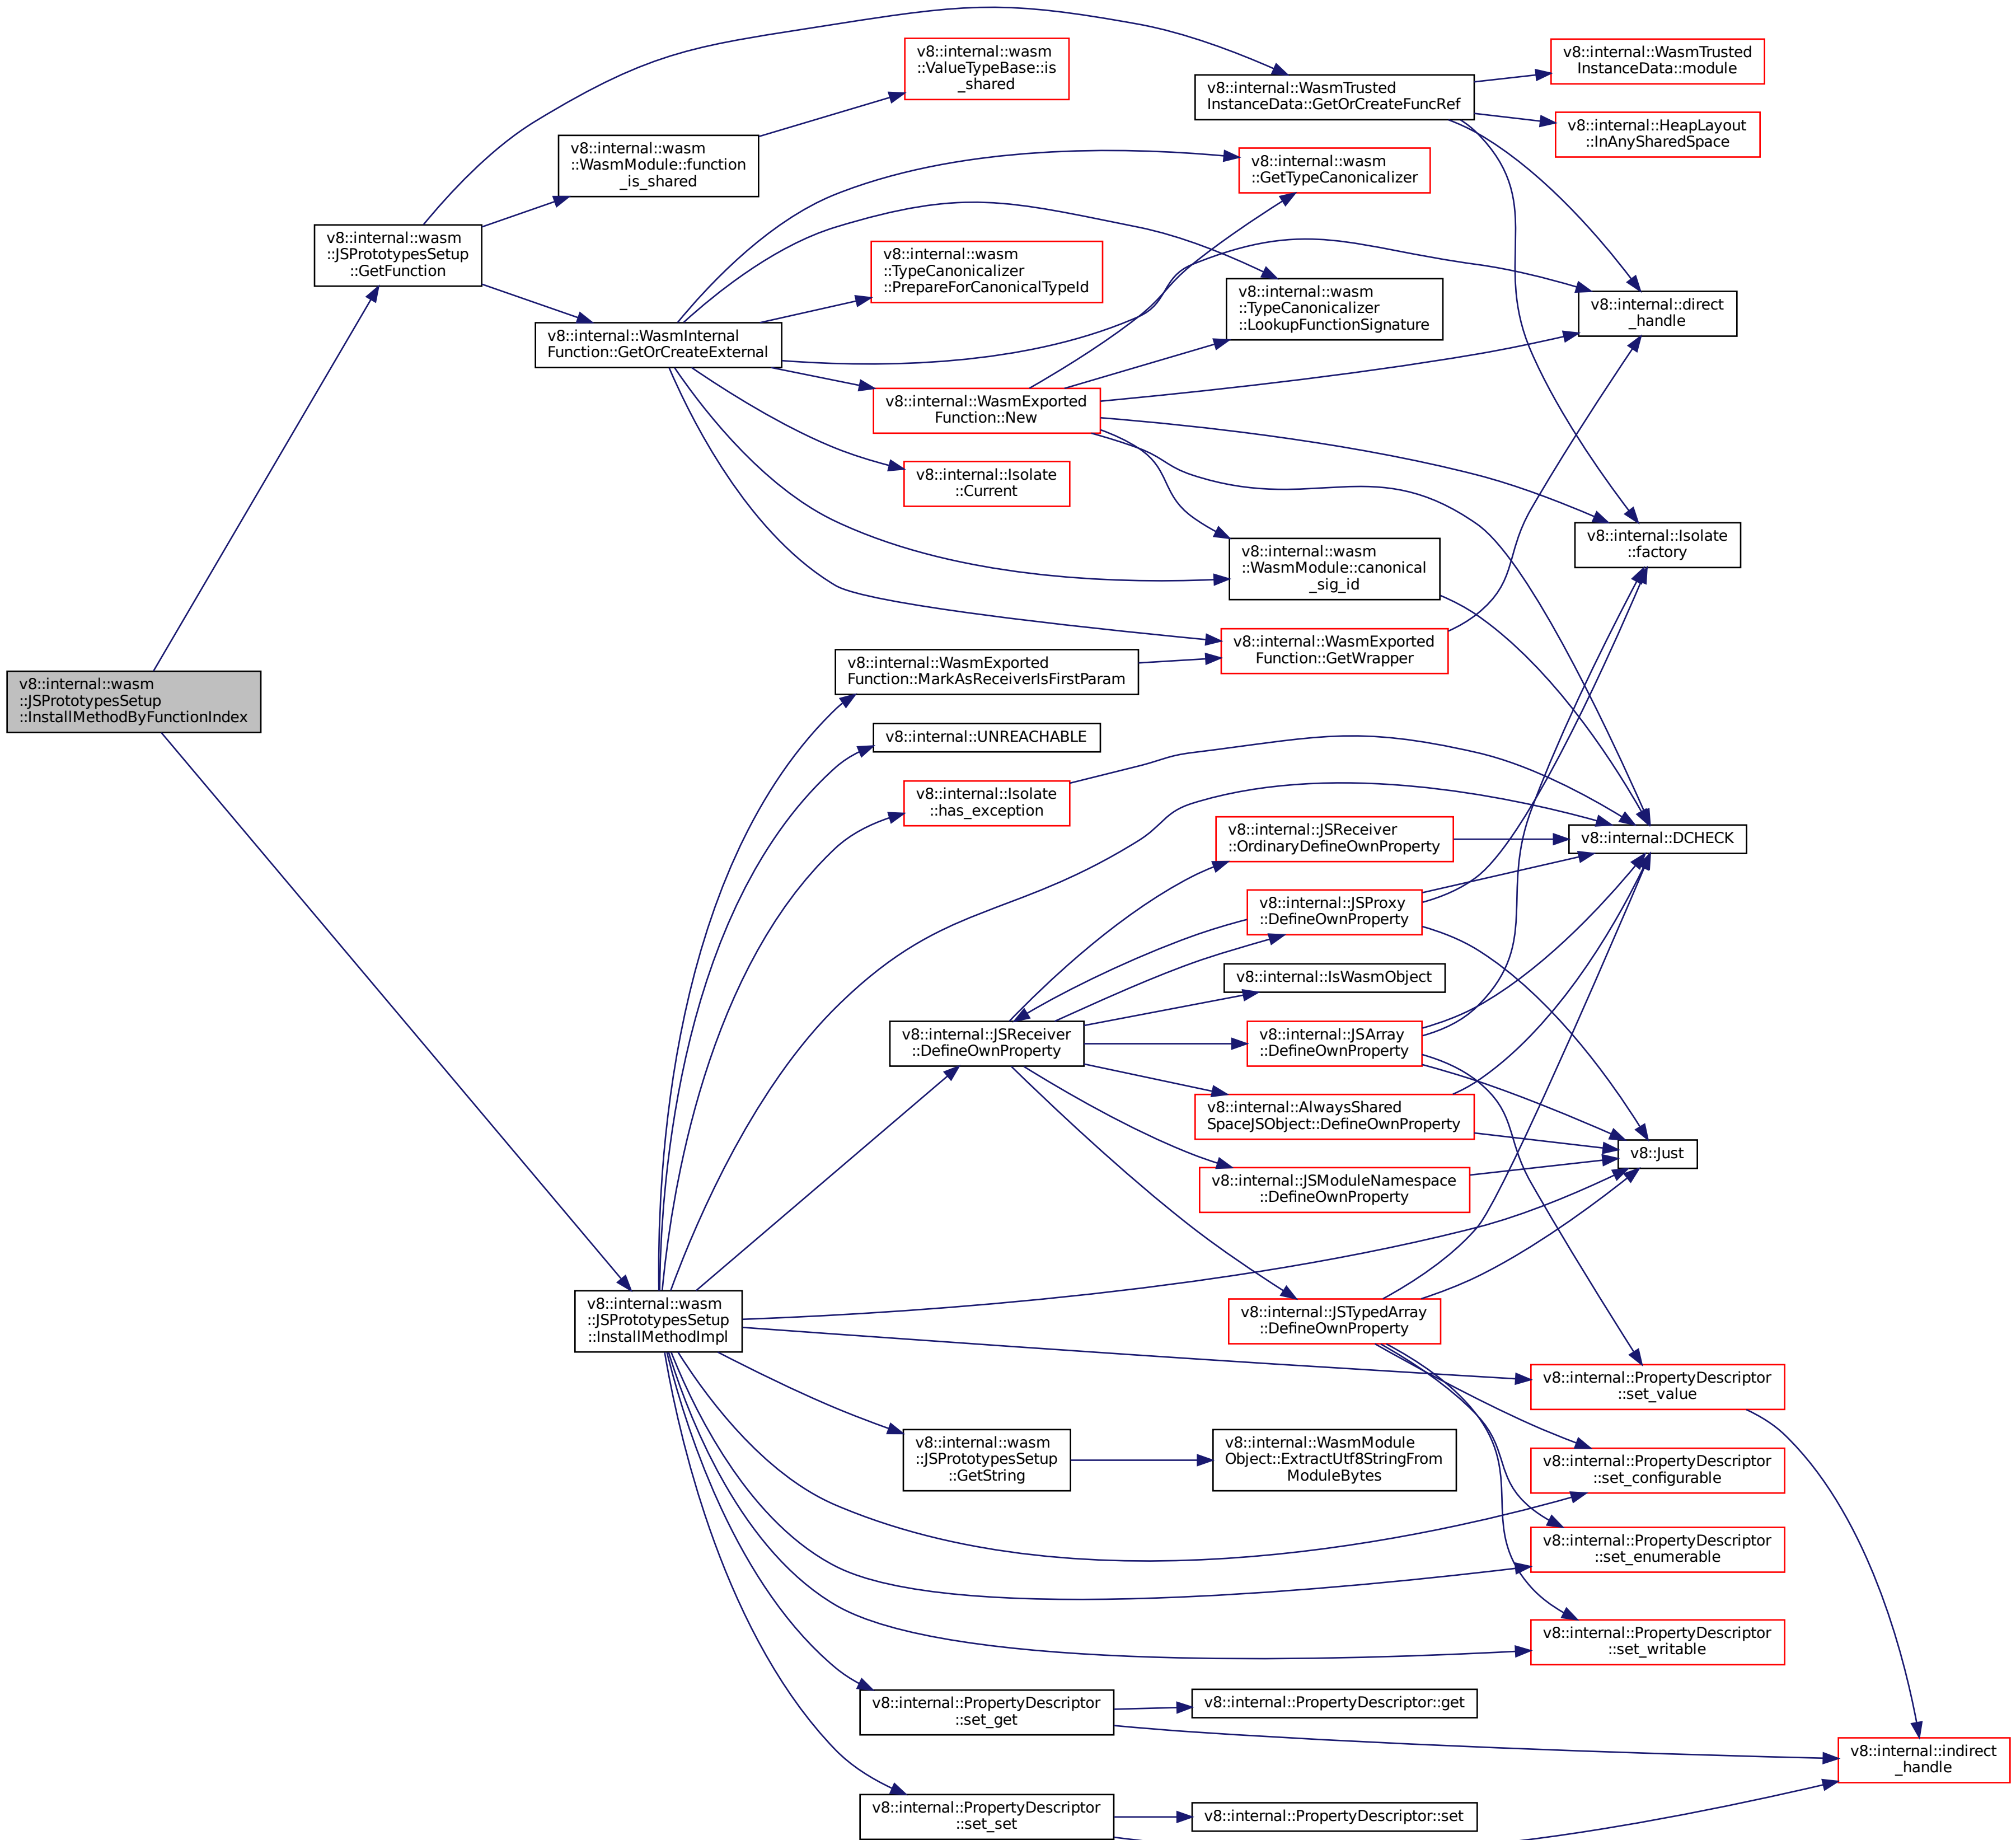 v8::internal::wasm
::JSPrototypesSetup
::InstallMethodByFunctionIndex
v8::internal::wasm
::JSPrototypesSetup
::GetFunction
v8::internal::wasm
::JSPrototypesSetup
::InstallMethodImpl
v8::internal::wasm
::WasmModule::function
_is_shared
v8::internal::wasm
::ValueTypeBase::is
_shared
v8::internal::WasmInternal
Function::GetOrCreateExternal
v8::internal::WasmTrusted
InstanceData::GetOrCreateFuncRef
v8::internal::WasmTrusted
InstanceData::module
v8::internal::HeapLayout
::InAnySharedSpace
v8::internal::wasm
::GetTypeCanonicalizer
v8::internal::wasm
::TypeCanonicalizer
::PrepareForCanonicalTypeId
v8::internal::wasm
::TypeCanonicalizer
::LookupFunctionSignature
v8::internal::direct
_handle
v8::internal::WasmExported
Function::New
v8::internal::Isolate
::Current
v8::internal::Isolate
::factory
v8::internal::wasm
::WasmModule::canonical
_sig_id
v8::internal::WasmExported
Function::GetWrapper
v8::internal::WasmExported
Function::MarkAsReceiverIsFirstParam
v8::internal::UNREACHABLE
v8::internal::Isolate
::has_exception
v8::internal::JSReceiver
::OrdinaryDefineOwnProperty
v8::internal::DCHECK
v8::internal::JSProxy
::DefineOwnProperty
v8::internal::IsWasmObject
v8::internal::JSReceiver
::DefineOwnProperty
v8::internal::JSArray
::DefineOwnProperty
v8::internal::AlwaysShared
SpaceJSObject::DefineOwnProperty
v8::Just
v8::internal::JSModuleNamespace
::DefineOwnProperty
v8::internal::JSTypedArray
::DefineOwnProperty
v8::internal::PropertyDescriptor
::set_value
v8::internal::wasm
::JSPrototypesSetup
::GetString
v8::internal::WasmModule
Object::ExtractUtf8StringFrom
ModuleBytes
v8::internal::PropertyDescriptor
::set_configurable
v8::internal::PropertyDescriptor
::set_enumerable
v8::internal::PropertyDescriptor
::set_writable
v8::internal::PropertyDescriptor
::set_get
v8::internal::PropertyDescriptor::get
v8::internal::indirect
_handle
v8::internal::PropertyDescriptor
::set_set
v8::internal::PropertyDescriptor::set